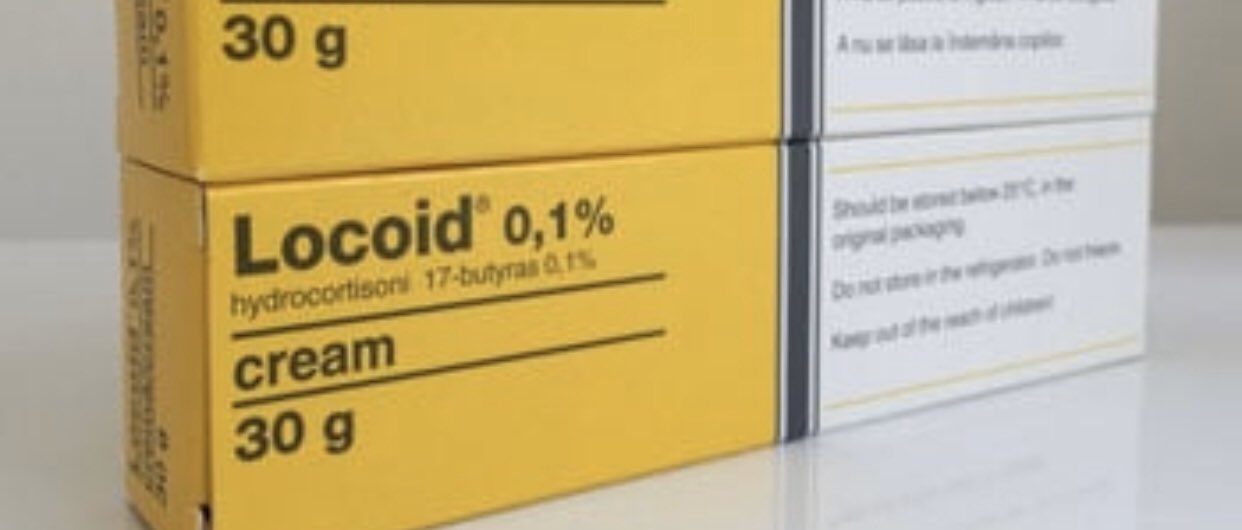 30 g
A nu se lăsa la îndemâna copiilor
Locoid® 0,1%
hydrocortisoni 17-butyras 0,1%
cream
30 g
Should be stored below 25°C, in the
original packaging
Do not store in the refrigerator. Do not freeze.
Keep out of the reach of children!